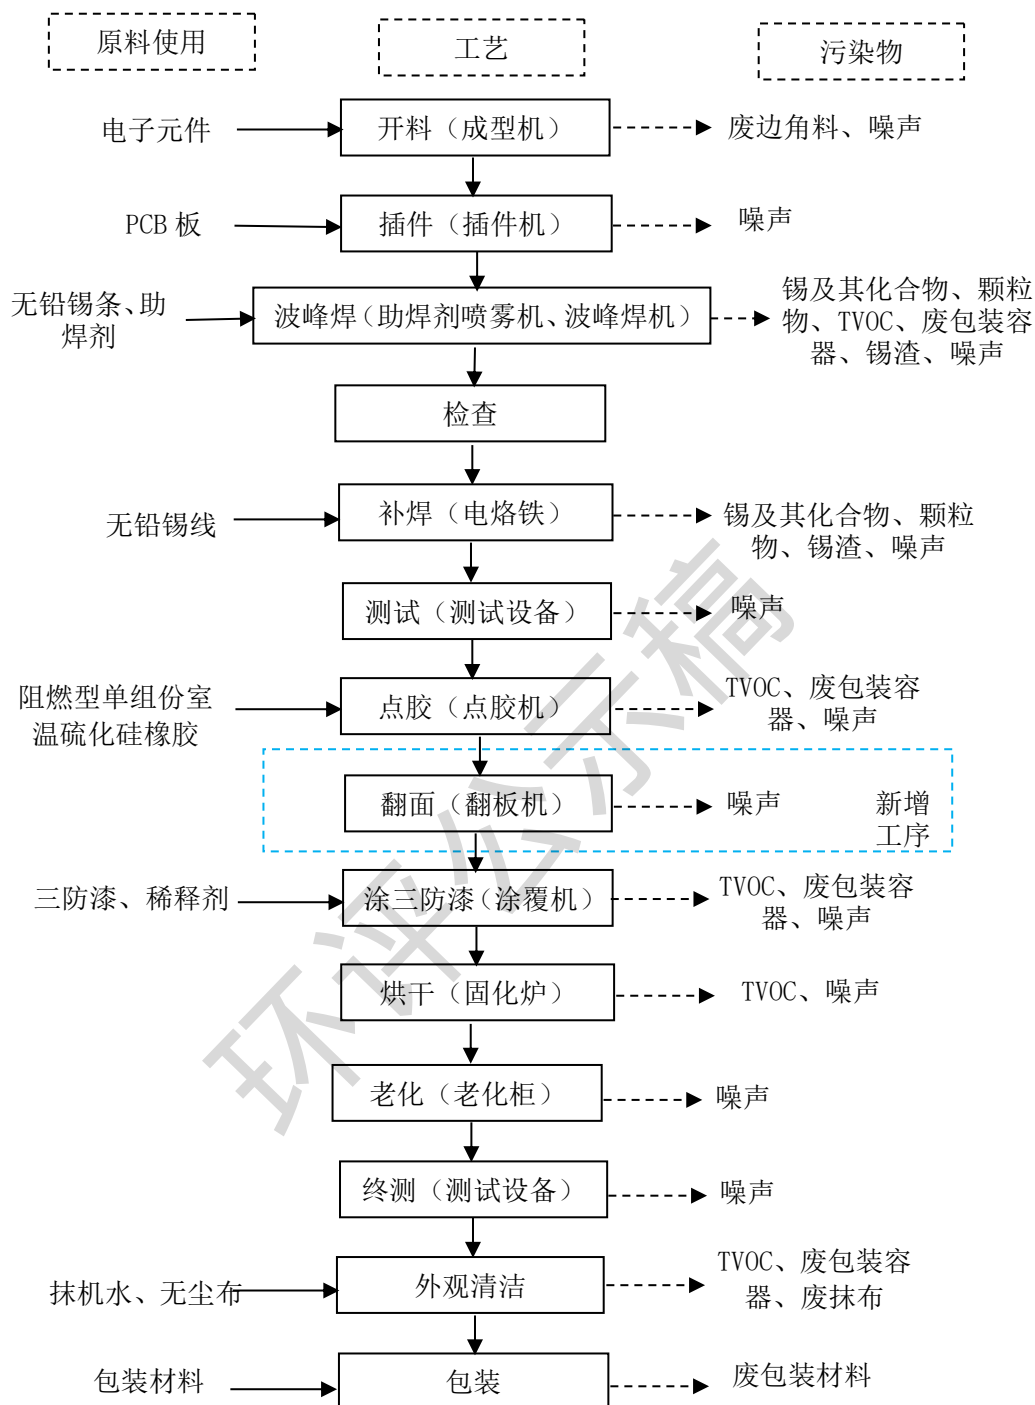 原料使用
工艺
污染物
电子元件
开料（成型机）
废边角料、噪声
PCB 板
插件（插件机）
噪声
无铅锡条、助
焊剂
波峰焊（助焊剂喷雾机、波峰焊机）
锡及其化合物、颗粒
物、TVOC、废包装容
器、锡渣、噪声
检查
无铅锡线
补焊（电烙铁）
锡及其化合物、颗粒
物、锡渣、噪声
测试（测试设备）
噪声
阻燃型单组份室
温硫化硅橡胶
点胶（点胶机）
TVOC、废包装容
器、噪声
翻面（翻板机）
噪声
新增
工序
三防漆、稀释剂
涂三防漆（涂覆机）
TVOC、废包装容
器、噪声
烘干（固化炉）
TVOC、噪声
老化（老化柜）
噪声
终测（测试设备）
噪声
抹机水、无尘布
外观清洁
TVOC、废包装容
器、废抹布
包装材料
包装
废包装材料
环评公示稿